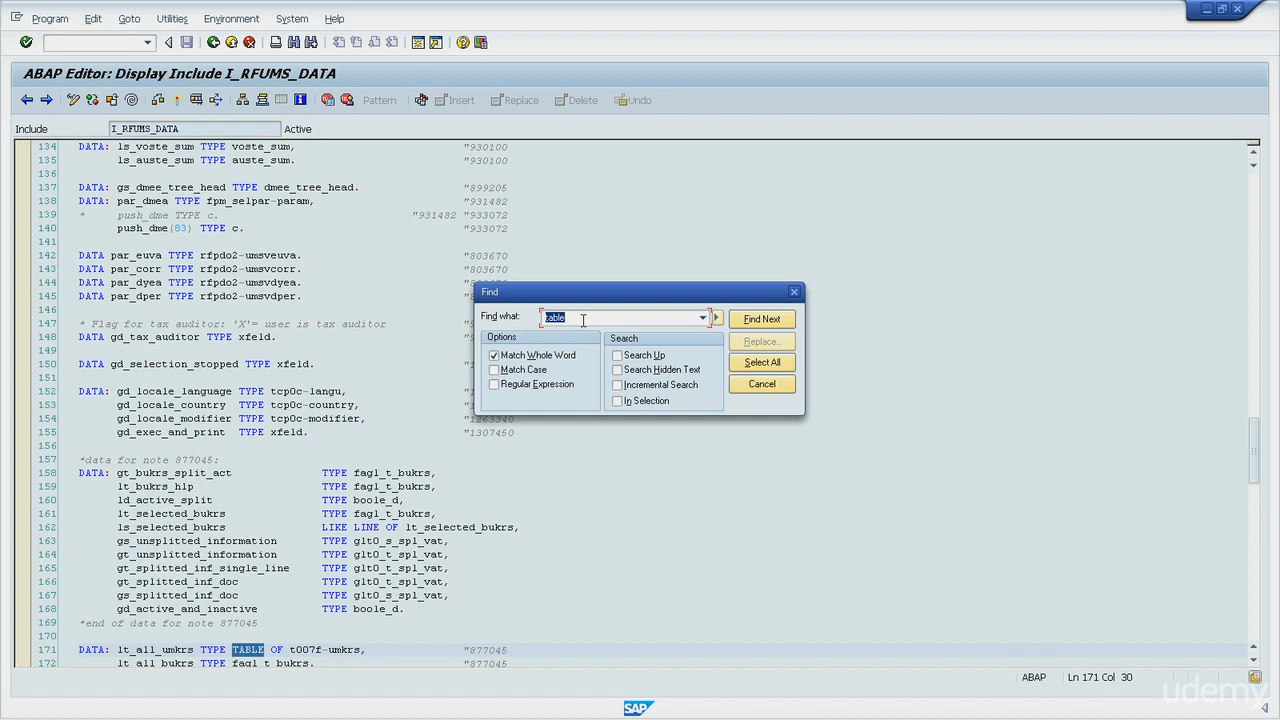 Program Edit Goto Utilities Environment System Help
ABAP Editor: Display Include I_RFUMS_DATA
Pattern Insert Replace Delete Undo
Include I_RFUMS_DATA Active
134 DATA: ls_voste_sum TYPE voste_sum, "930100
135 ls_sum TYPE auste_sum. "930100
136
137 DATA: gs_dmee_tree_head TYPE dmee_tree_head. "899205
138 DATA: par_dmea TYPE fpm_selpar-param, "931482
139 * push_dme TYPE c. "931482 "933072
140 push_dme(83) TYPE c. "933072
141
142 DATA par_euva TYPE rfpdo2-umsveuva. "803670
143 DATA par_corr TYPE rfpdo2-umsvcorr. "803670
144 DATA par_dyea TYPE rfpdo2-umsvdyea.
145 DATA par_dper TYPE rfpdo2-umsvdper.
146
147 * Flag for tax auditor: 'X'= user is tax auditor
148 DATA gd_tax_auditor TYPE xfeld.
149
150 DATA gd_selection_stopped TYPE xfeld.
151
152 DATA: gd_locale_language TYPE tcp0c-langu,
153 gd_locale_country TYPE tcp0c-country,
154 gd_locale_modifier TYPE tcp0c-modifier, "1263340
155 gd_exec_and_print TYPE xfeld. "1307450
156
157 *data for note 877045:
158 DATA: gt_bukrs_split_act TYPE fagl_t_bukrs,
159 lt_bukrs_hlp TYPE fagl_t_bukrs,
160 ld_active_split TYPE boole_d,
161 lt_selected_bukrs TYPE fagl_t_bukrs,
162 ls_selected_bukrs LIKE LINE OF lt_selected_bukrs,
163 gs_unsplitted_information TYPE glt0_s_spl_vat,
164 gt_unsplitted_information TYPE glt0_t_spl_vat,
165 gt_splitted_inf_single_line TYPE glt0_t_spl_vat,
166 gt_splitted_inf_doc TYPE glt0_t_spl_vat,
167 gs_splitted_inf_doc TYPE glt0_s_spl_vat,
168 gd_active_and_inactive TYPE boole_d.
169 *end of data for note 877045
170
171 DATA: lt_all_umkrs TYPE TABLE OF t007f-umkrs, "877045
172 lt_all_bukrs TYPE fagl_t_bukrs. "877045
Find
Find what: table Find Next
Options Search Replace...
Match Whole Word Search Up
Match Case Search Hidden Text Select All
Regular Expression Incremental Search Cancel
In Selection
ABAP Ln 171 Col 30
SAP
udemy